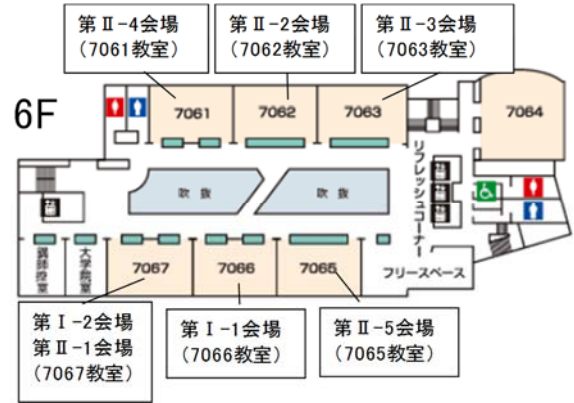 第Ⅱ-4会場
(7061教室)
第Ⅱ-2会場
(7062教室)
第Ⅱ-3会場
(7063教室)
6F
7061
7062
7063
7064
吹抜
吹抜
リフレッシュコーナー
講師控室
大学院室
7067
7066
7065
フリースペース
第Ⅰ-2会場
第Ⅱ-1会場
(7067教室)
第Ⅰ-1会場
(7066教室)
第Ⅱ-5会場
(7065教室)